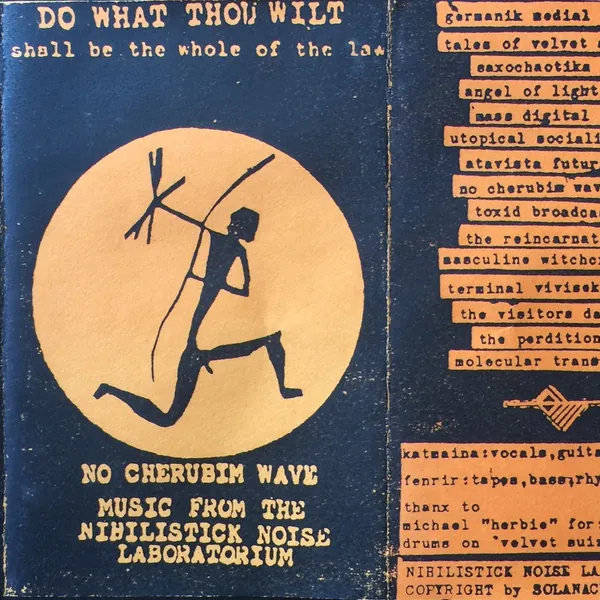 DO WHAT THOU WILT
shall be the whole of the law
NO CHERUBIM WAVE
MUSIC FROM THE
NIHILISTICK NOISE
LABORATORIUM
germanik medial
tales of velvet
saxochaotika
angel of light
mass digital
utopical sociali
atavista futur
no cherubim wav
toxid broadca
the reincarnat
masculine witchc
terminal vivisek
the visitors da
the perdition
molecular trans
katmaina:vocals,guita
fenrir:tapes,bass,rhy
thanx to
michael "herbie" for
drums on "velvet sui
NIHILISTICK NOISE LA
COPYRIGHT by SOLANAC